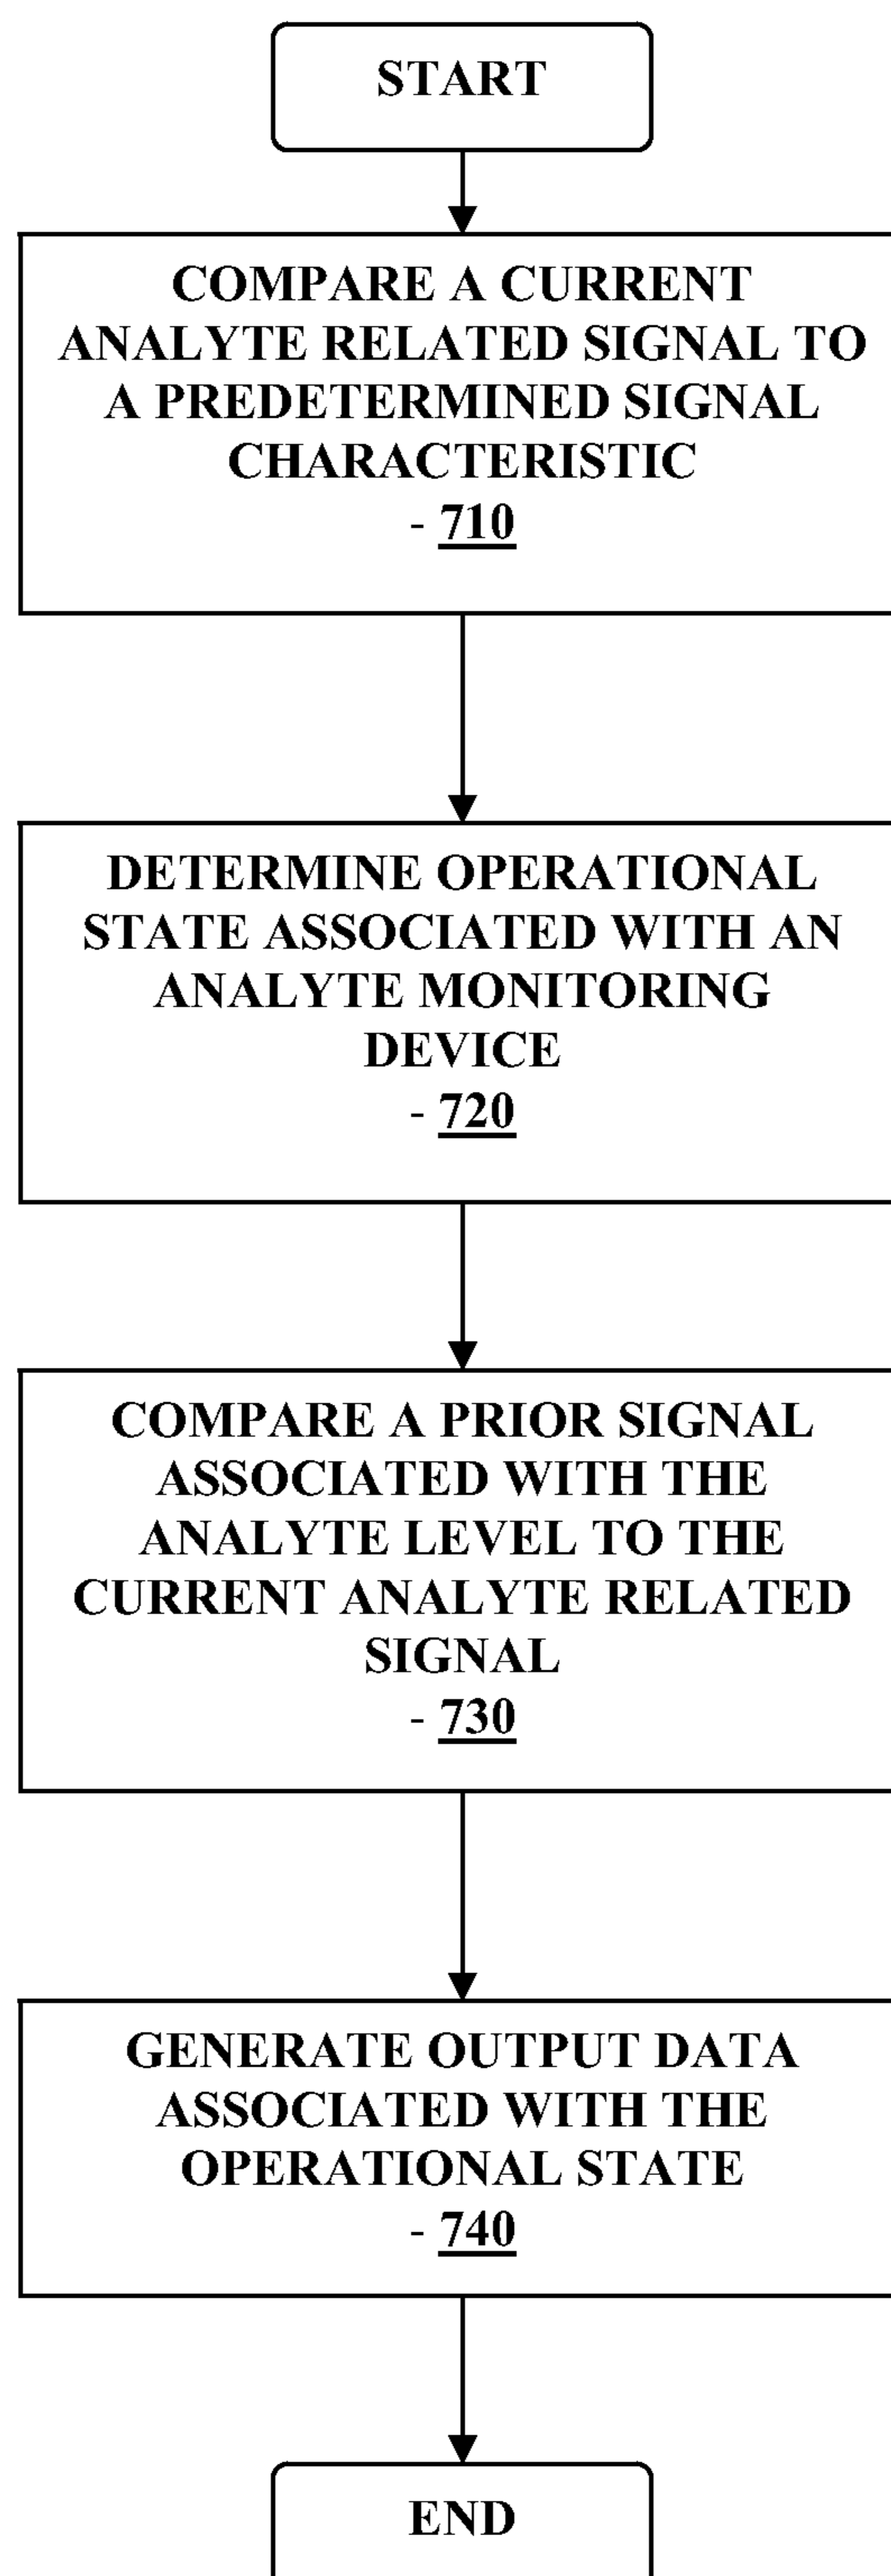 START
COMPARE A CURRENT
ANALYTE RELATED SIGNAL TO
A PREDETERMINED SIGNAL
CHARACTERISTIC
- 710
DETERMINE OPERATIONAL
STATE ASSOCIATED WITH AN
ANALYTE MONITORING
DEVICE
- 720
COMPARE A PRIOR SIGNAL
ASSOCIATED WITH THE
ANALYTE LEVEL TO THE
CURRENT ANALYTE RELATED
SIGNAL
- 730
GENERATE OUTPUT DATA
ASSOCIATED WITH THE
OPERATIONAL STATE
- 740
END